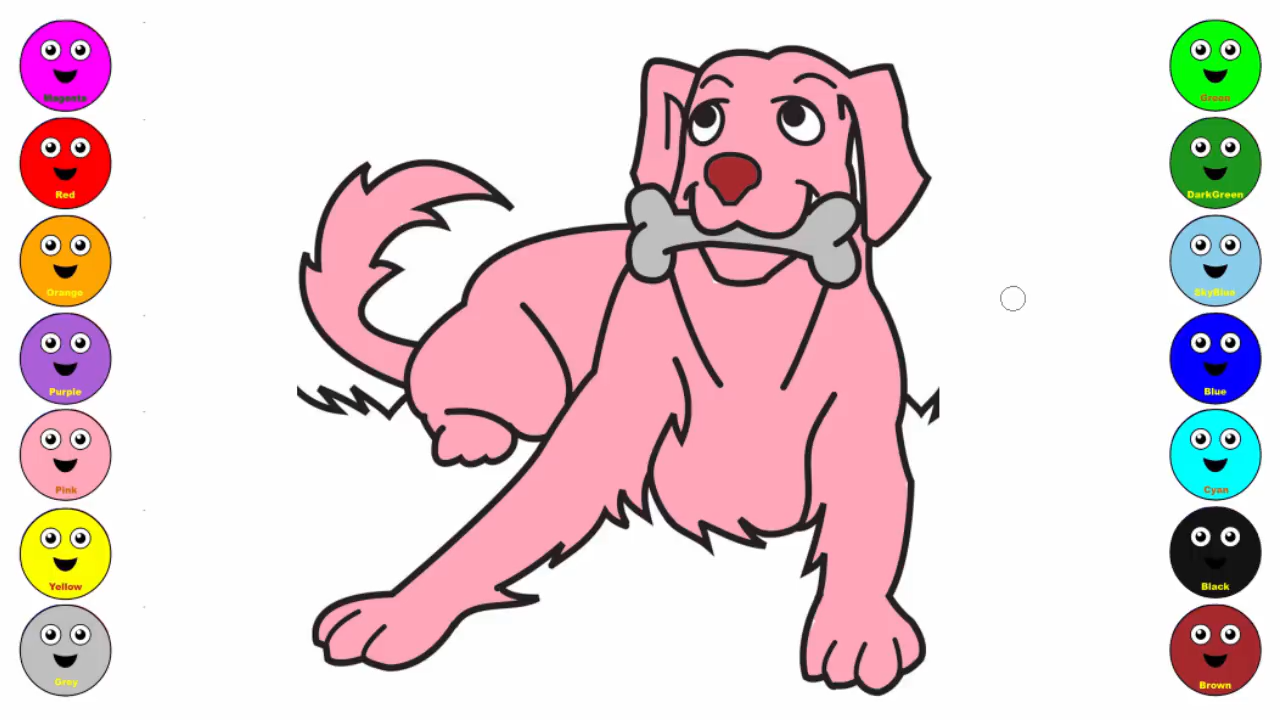 Magenta
Red
Orange
Purple
Pink
Yellow
Grey
Green
DarkGreen
SkyBlue
Blue
Cyan
Black
Brown